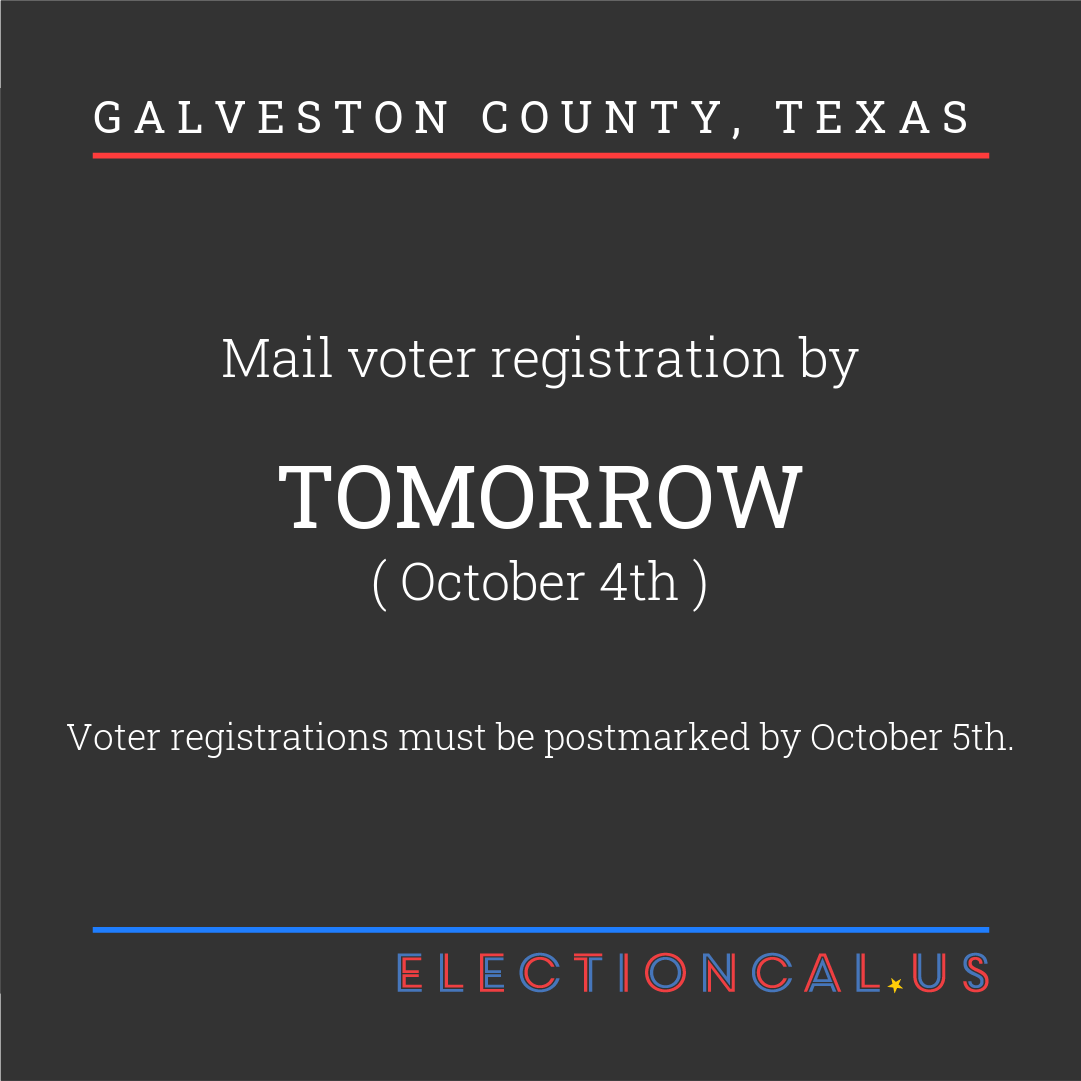 GALVESTON COUNTY, TEXAS
Mail voter registration by
TOMORROW
( October 4th )
Voter registrations must be postmarked by October 5th.
ELECTIONCAL.US